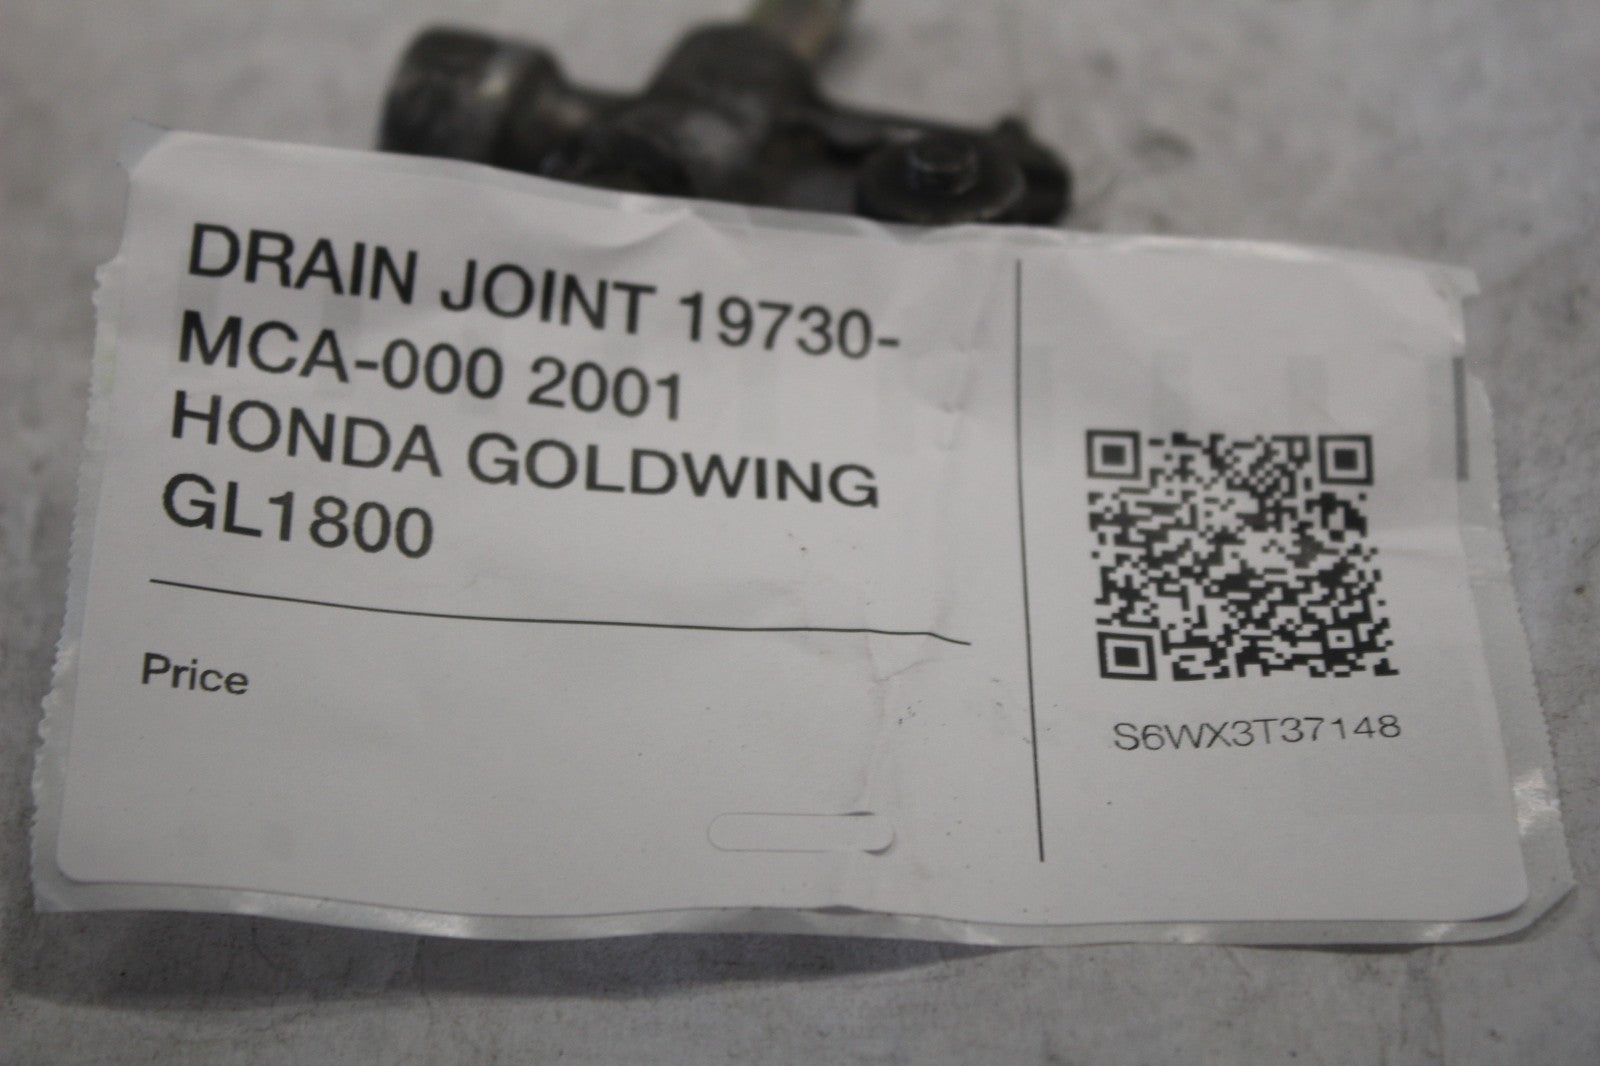 DRAIN JOINT 19730-
MCA-000 2001
HONDA GOLDWING
GL1800
Price
S6WX3T37148